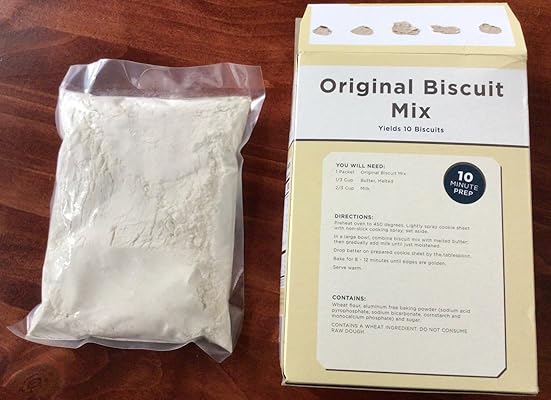 Original Biscuit
Mix
Yields 10 Biscuits
YOU WILL NEED:
1 Packet Original Biscuit Mix
1/3 Cup Butter, Melted
2/3 Cup Milk
10
MINUTE
PREP
DIRECTIONS:
Preheat oven to 450 degrees. Lightly spray cookie sheet
with non-stick cooking spray; set aside.
In a large bowl, combine biscuit mix with melted butter,
then gradually add milk until just moistened.
Drop batter on prepared cookie sheet by the tablespoon.
Bake for 8 - 12 minutes until edges are golden.
Serve warm.
CONTAINS:
Wheat flour, aluminum free baking powder (sodium acid
pyrophosphate, sodium bicarbonate, cornstarch and
monocalcium phosphate) and sugar.
CONTAINS A WHEAT INGREDIENT. DO NOT CONSUME
RAW DOUGH.